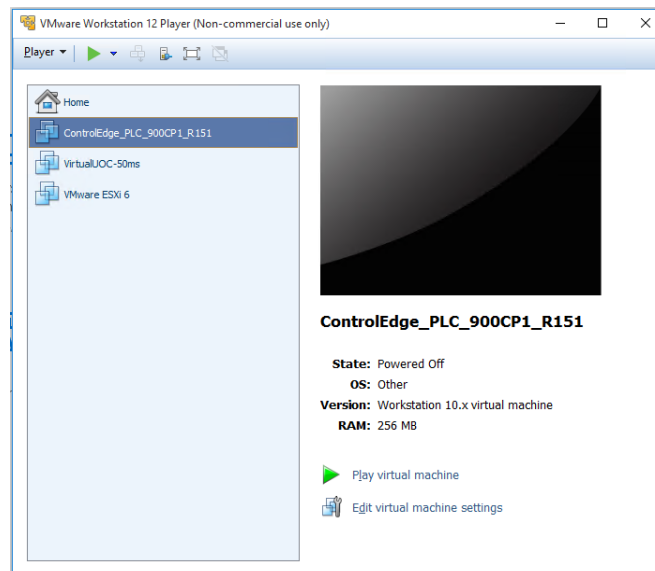 VMware Workstation 12 Player (Non-commercial use only)
Player
Home
ControlEdge_PLC_900CP1_R151
VirtualUOC-50ms
VMware ESXi 6
ControlEdge_PLC_900CP1_R151
State: Powered Off
OS: Other
Version: Workstation 10.x virtual machine
RAM: 256 MB
Play virtual machine
Edit virtual machine settings